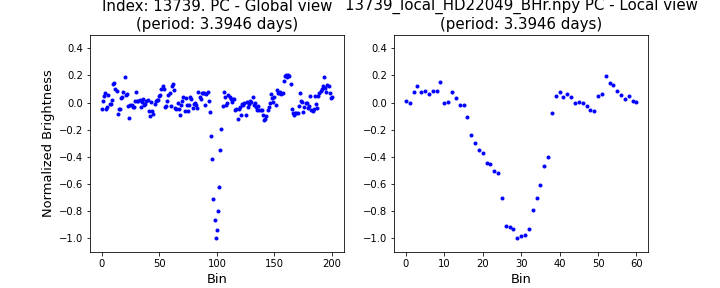 Index: 13739. PC - Global view
(period: 3.3946 days)
13739_local_HD22049_BHr.npy PC - Local view
(period: 3.3946 days)
Normalized Brightness
0.4
0.2
0.0
−0.2
−0.4
−0.6
−0.8
−1.0
0 50 100 150 200
Bin
0.4
0.2
0.0
−0.2
−0.4
−0.6
−0.8
−1.0
0 10 20 30 40 50 60
Bin